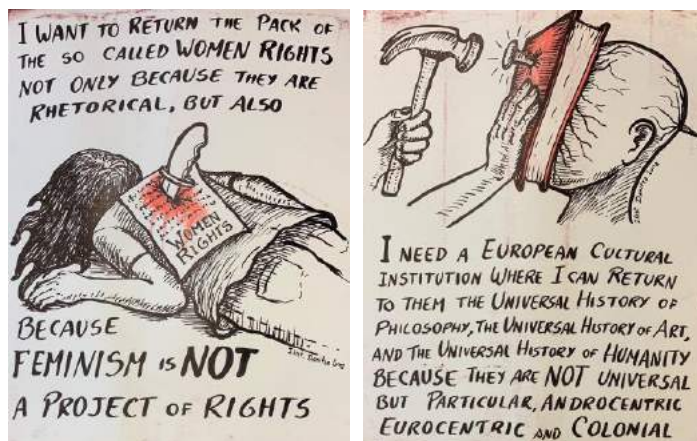 I WANT TO RETURN THE PACK OF
THE SO CALLED WOMEN RIGHTS
NOT ONLY BECAUSE THEY ARE
RHETORICAL, BUT ALSO
WOMEN
RIGHTS
BECAUSE
FEMINISM IS NOT
A PROJECT OF RIGHTS
I NEED A EUROPEAN CULTURAL
INSTITUTION WHERE I CAN RETURN
TO THEM THE UNIVERSAL HISTORY OF
PHILOSOPHY, THE UNIVERSAL HISTORY OF ART,
AND THE UNIVERSAL HISTORY OF HUMANITY
BECAUSE THEY ARE NOT UNIVERSAL
BUT PARTICULAR, ANDROCENTRIC
EUROCENTRIC AND COLONIAL